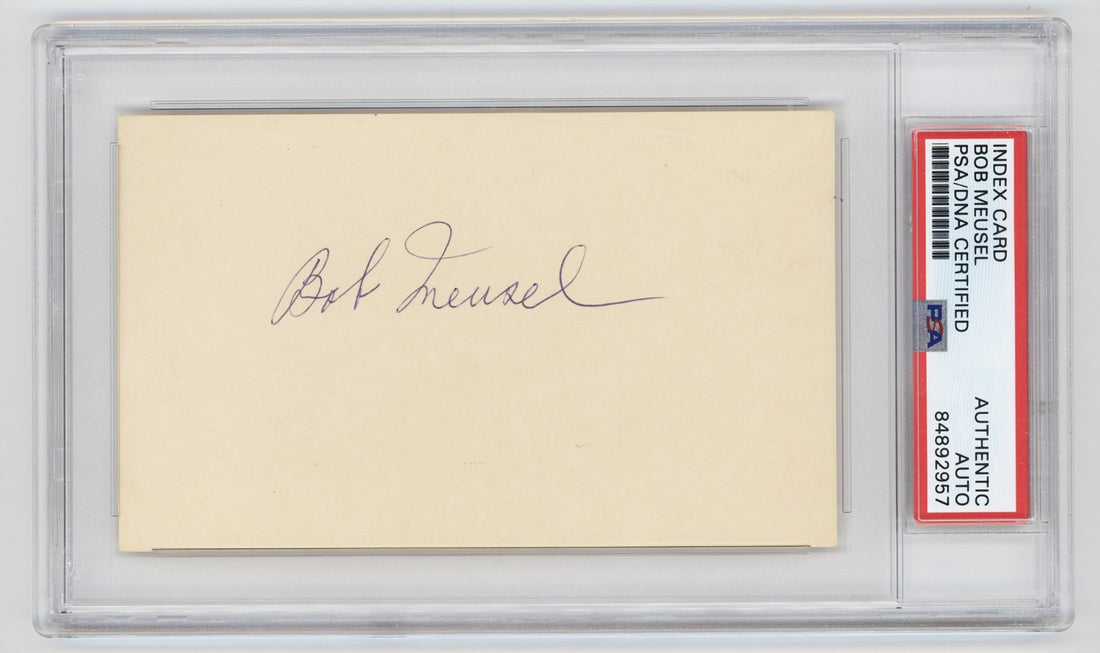 Bob Meusel
INDEX CARD
BOB MEUSEL
PSA/DNA CERTIFIED
PSA
AUTHENTIC
AUTO
84892957